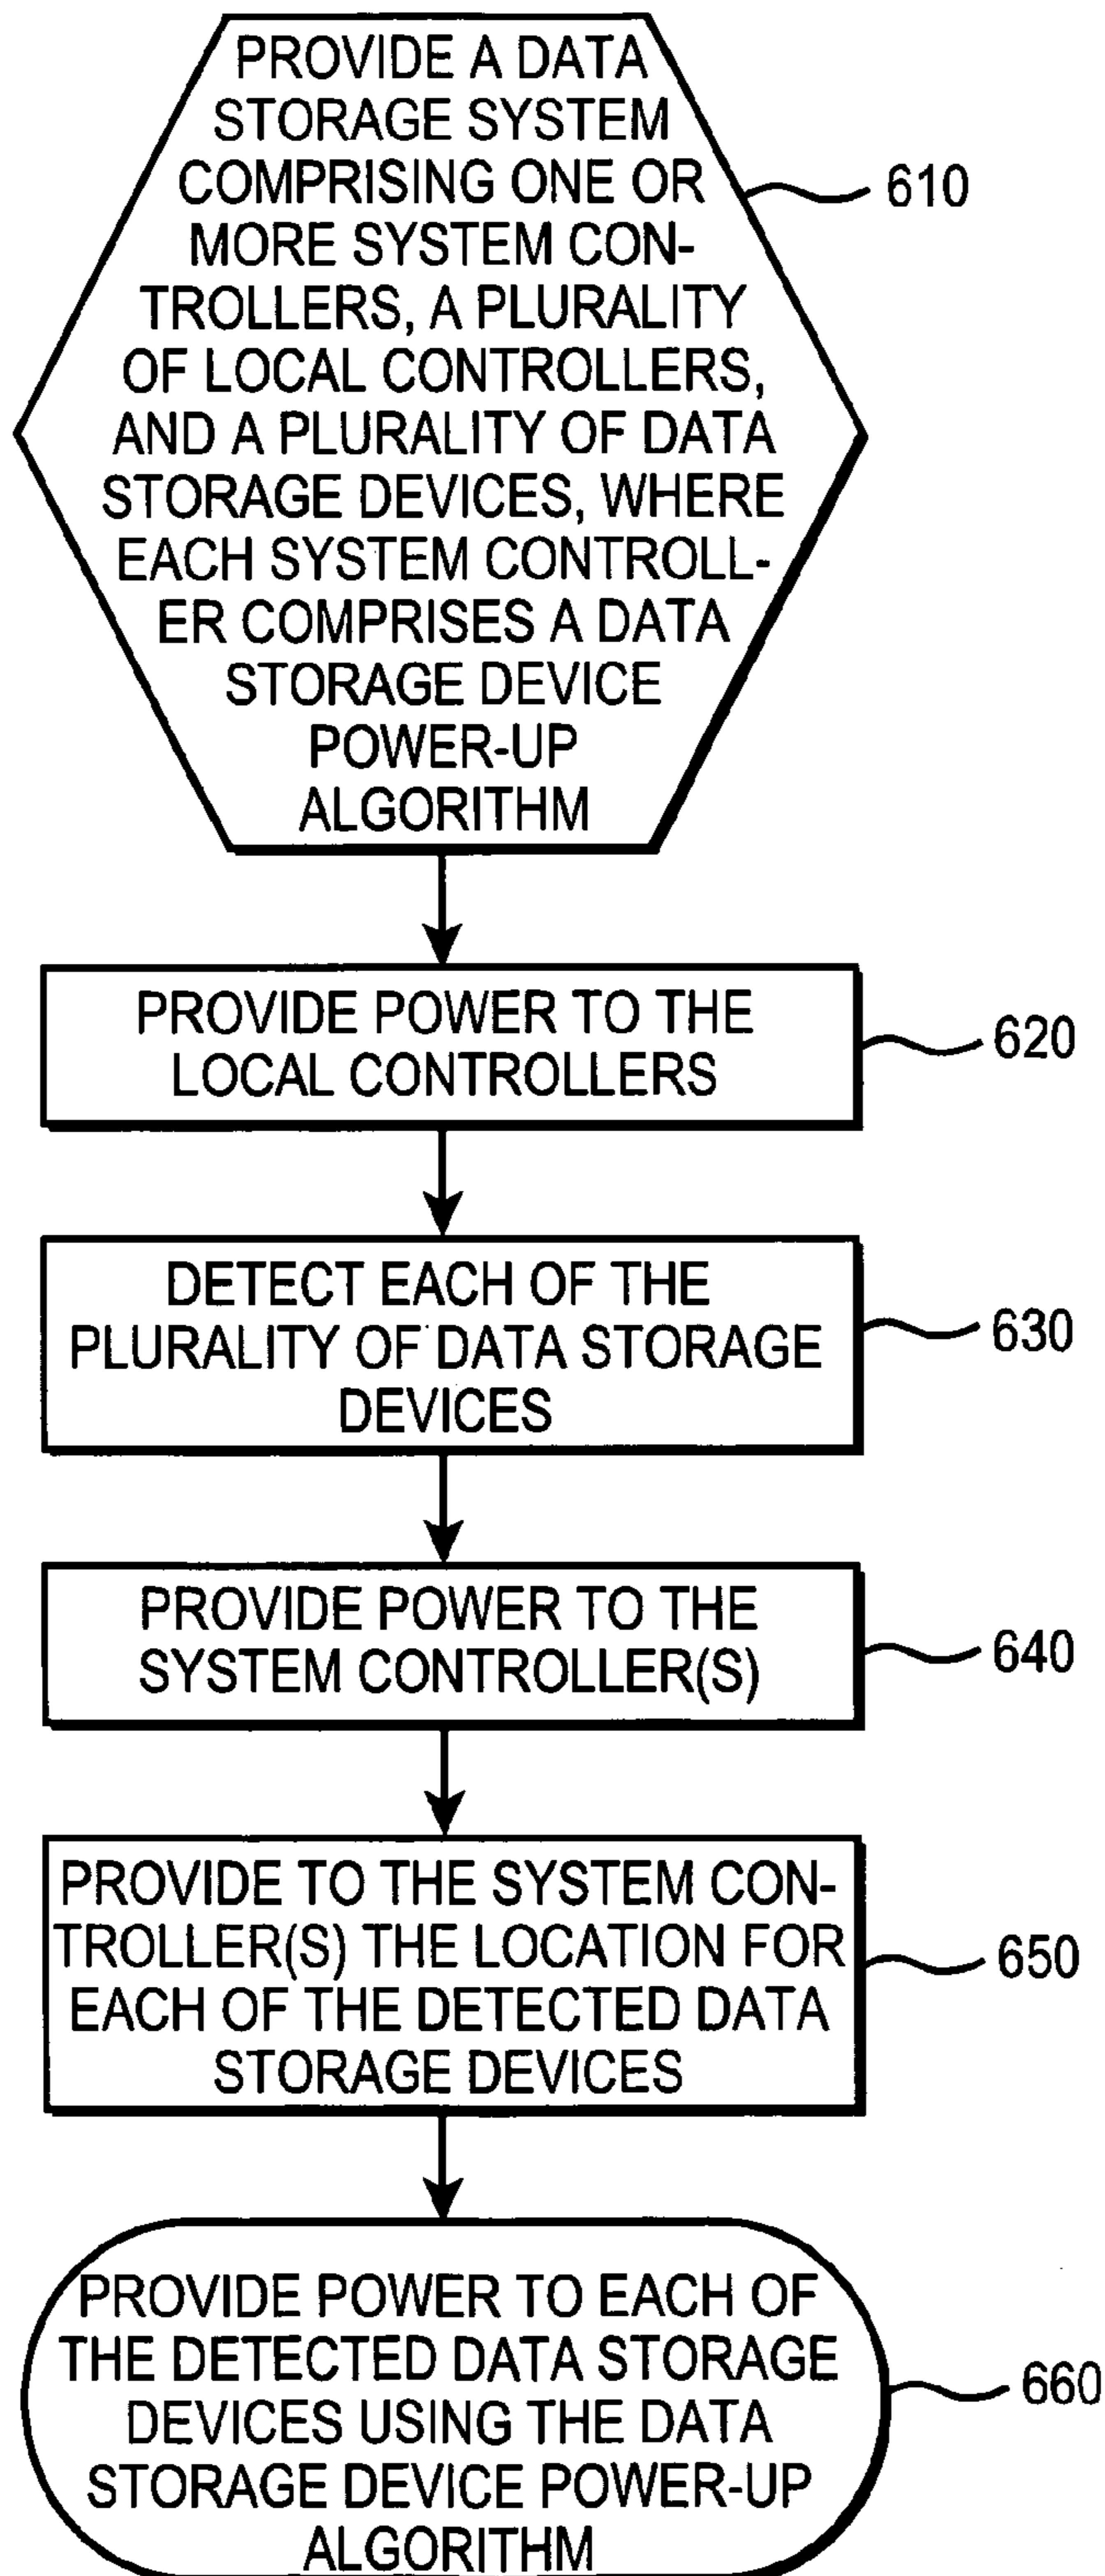 PROVIDE A DATA
STORAGE SYSTEM
COMPRISING ONE OR
MORE SYSTEM CON-
TROLLERS, A PLURALITY
OF LOCAL CONTROLLERS,
AND A PLURALITY OF DATA
STORAGE DEVICES, WHERE
EACH SYSTEM CONTROLL-
ER COMPRISES A DATA
STORAGE DEVICE
POWER-UP
ALGORITHM
610
PROVIDE POWER TO THE
LOCAL CONTROLLERS
620
DETECT EACH OF THE
PLURALITY OF DATA STORAGE
DEVICES
630
PROVIDE POWER TO THE
SYSTEM CONTROLLER(S)
640
PROVIDE TO THE SYSTEM CON-
TROLLER(S) THE LOCATION FOR
EACH OF THE DETECTED DATA
STORAGE DEVICES
650
PROVIDE POWER TO EACH OF
THE DETECTED DATA STORAGE
DEVICES USING THE DATA
STORAGE DEVICE POWER-UP
ALGORITHM
660